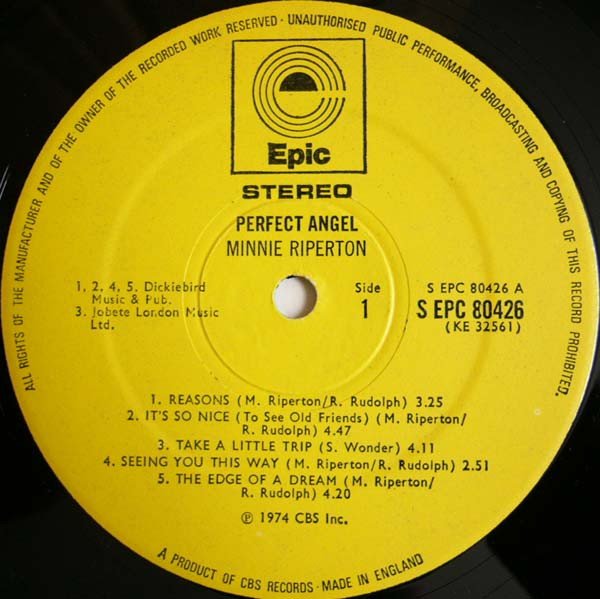 ALL RIGHTS OF THE MANUFACTURER AND OF THE OWNER OF THE RECORDED WORK RESERVED · UNAUTHORISED PUBLIC PERFORMANCE, BROADCASTING AND COPYING OF THIS RECORD PROHIBITED.
Epic
STEREO
PERFECT ANGEL
MINNIE RIPERTON
1, 2, 4, 5. Dickiebird
Music & Pub.
3. Jobete London Music
Ltd.
Side
1
S EPC 80426 A
S EPC 80426
(KE 32561)
1. REASONS (M. Riperton/R. Rudolph) 3.25
2. IT'S SO NICE (To See Old Friends) (M. Riperton/
R. Rudolph) 4.47
3. TAKE A LITTLE TRIP (S. Wonder) 4.11
4. SEEING YOU THIS WAY (M. Riperton/R. Rudolph) 2.51
5. THE EDGE OF A DREAM (M. Riperton/
R. Rudolph) 4.20
℗ 1974 CBS Inc.
A PRODUCT OF CBS RECORDS · MADE IN ENGLAND